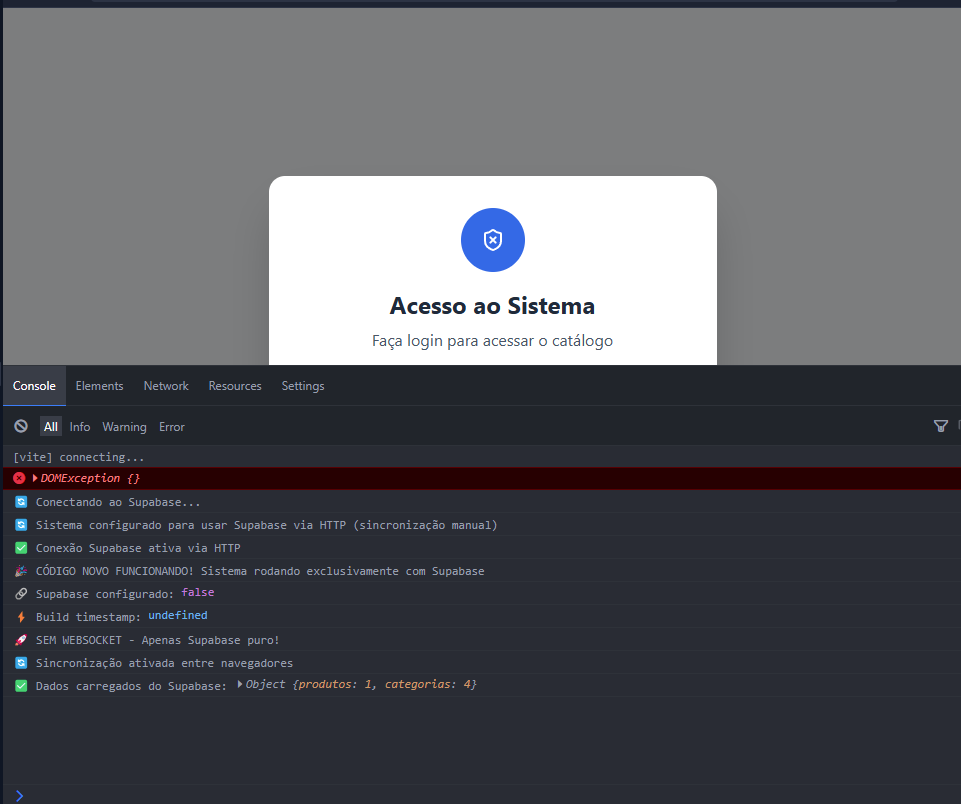 Acesso ao Sistema
Faça login para acessar o catálogo
Console Elements Network Resources Settings
All Info Warning Error
[vite] connecting...
DOMException {}
Conectando ao Supabase...
Sistema configurado para usar Supabase via HTTP (sincronização manual)
Conexão Supabase ativa via HTTP
CÓDIGO NOVO FUNCIONANDO! Sistema rodando exclusivamente com Supabase
Supabase configurado: false
Build timestamp: undefined
SEM WEBSOCKET - Apenas Supabase puro!
Sincronização ativada entre navegadores
Dados carregados do Supabase: Object {produtos: 1, categorias: 4}